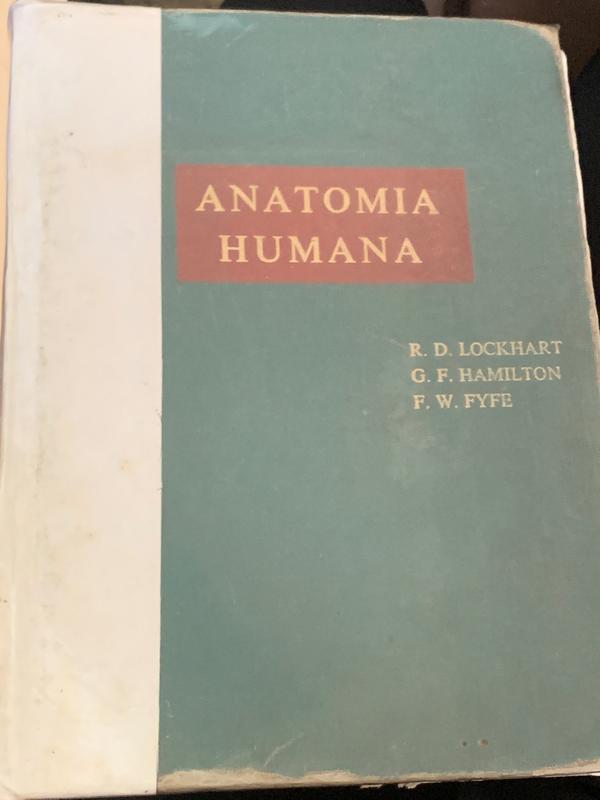 ANATOMIA
HUMANA
R. D. LOCKHART
G. F. HAMILTON
F. W. FYFE